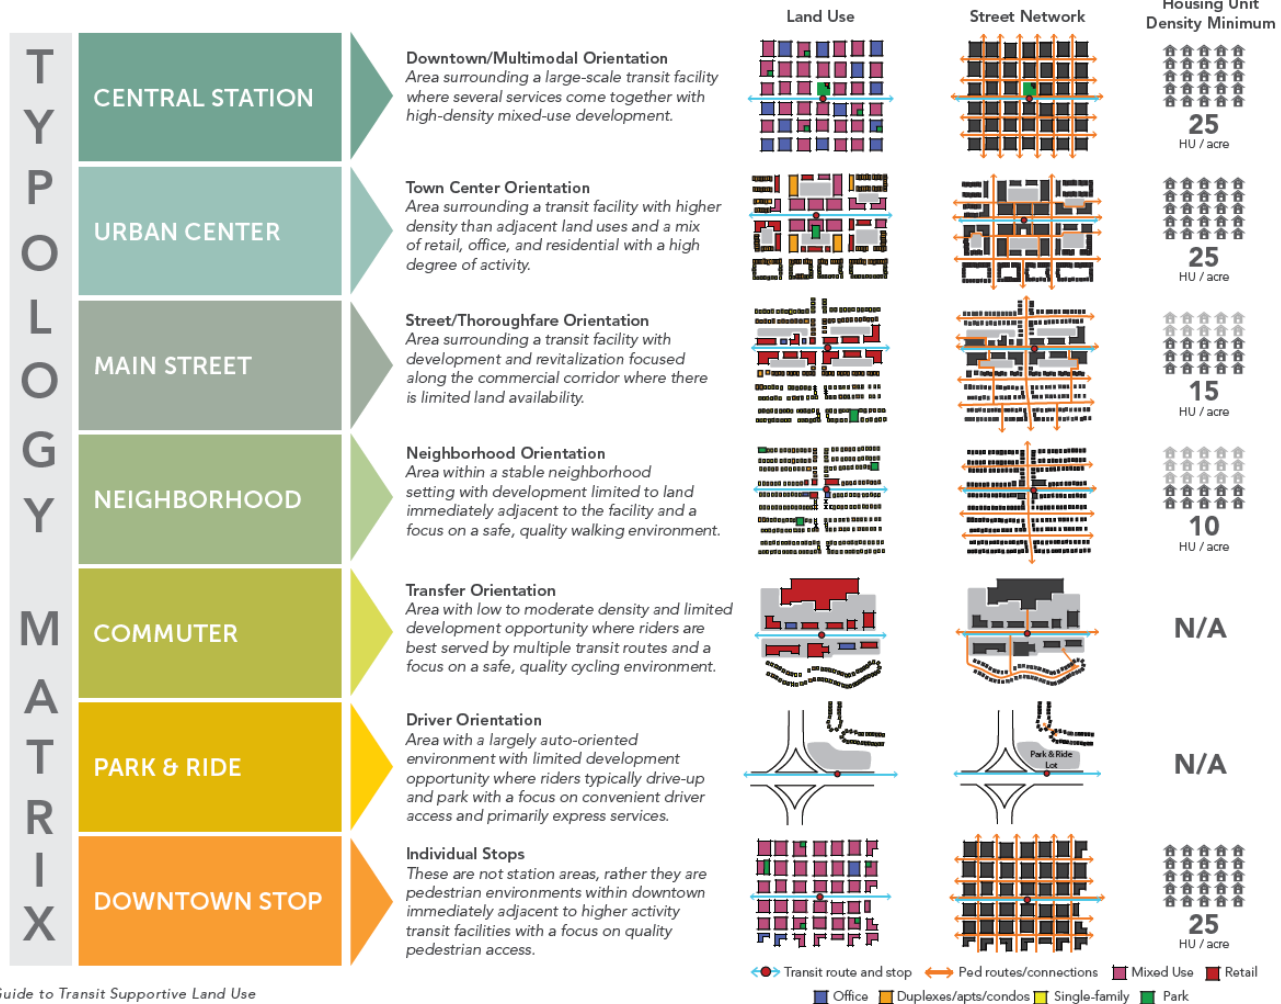 Land Use
Street Network
Housing Unit
Density Minimum
TYPOLOGY MATRIX
CENTRAL STATION
Downtown/Multimodal Orientation
Area surrounding a large-scale transit facility
where several services come together with
high-density mixed-use development.
25
HU / acre
URBAN CENTER
Town Center Orientation
Area surrounding a transit facility with higher
density than adjacent land uses and a mix
of retail, office, and residential with a high
degree of activity.
25
HU / acre
MAIN STREET
Street/Thoroughfare Orientation
Area surrounding a transit facility with
development and revitalization focused
along the commercial corridor where there
is limited land availability.
15
HU / acre
NEIGHBORHOOD
Neighborhood Orientation
Area within a stable neighborhood
setting with development limited to land
immediately adjacent to the facility and a
focus on a safe, quality walking environment.
10
HU / acre
COMMUTER
Transfer Orientation
Area with low to moderate density and limited
development opportunity where riders are
best served by multiple transit routes and a
focus on a safe, quality cycling environment.
N/A
PARK & RIDE
Driver Orientation
Area with a largely auto-oriented
environment with limited development
opportunity where riders typically drive-up
and park with a focus on convenient driver
access and primarily express services.
Park & Ride
Lot
N/A
DOWNTOWN STOP
Individual Stops
These are not station areas, rather they are
pedestrian environments within downtown
immediately adjacent to higher activity
transit facilities with a focus on quality
pedestrian access.
25
HU / acre
Transit route and stop
Ped routes/connections
Mixed Use
Retail
Office
Duplexes/apts/condos
Single-family
Park
Guide to Transit Supportive Land Use